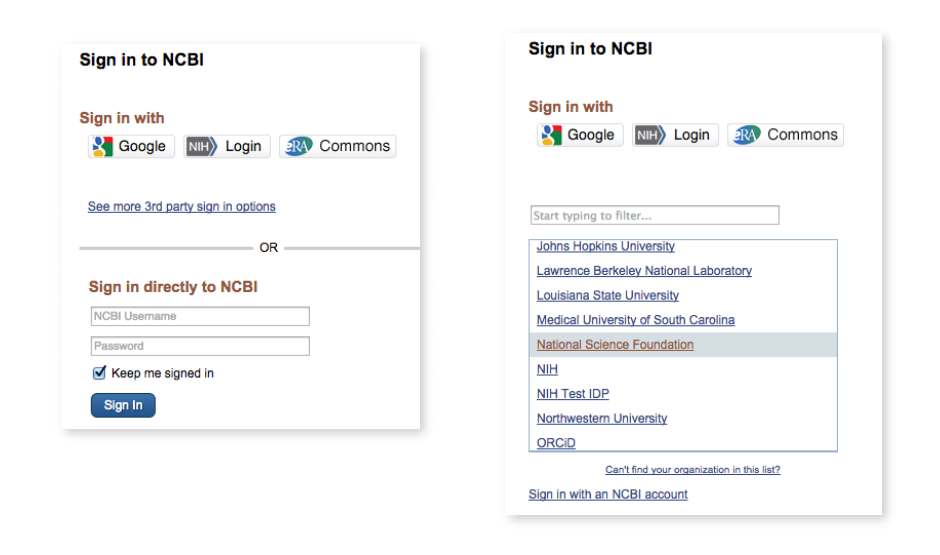 Sign in to NCBI
Sign in with
Google NIH Login eRA Commons
See more 3rd party sign in options
OR
Sign in directly to NCBI
NCBI Username
Password
Keep me signed in
Sign In
Sign in to NCBI
Sign in with
Google NIH Login eRA Commons
Start typing to filter...
Johns Hopkins University
Lawrence Berkeley National Laboratory
Louisiana State University
Medical University of South Carolina
National Science Foundation
NIH
NIH Test IDP
Northwestern University
ORCiD
Can't find your organization in this list?
Sign in with an NCBI account